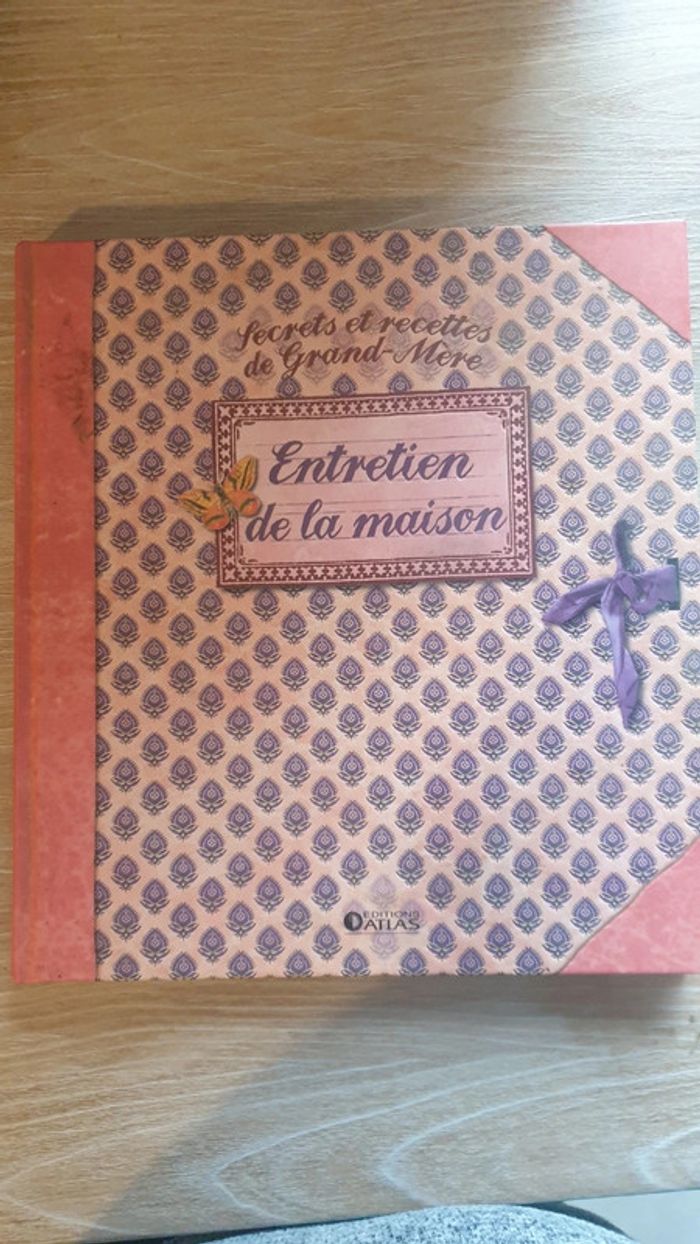 Secrets et recettes
de Grand-Mère
Entretien
de la maison
EDITIONS
ATLAS